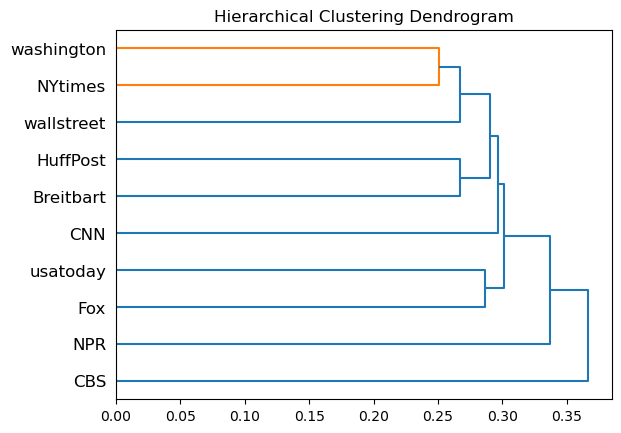 Hierarchical Clustering Dendrogram
washington
NYtimes
wallstreet
HuffPost
Breitbart
CNN
usatoday
Fox
NPR
CBS
0.00 0.05 0.10 0.15 0.20 0.25 0.30 0.35